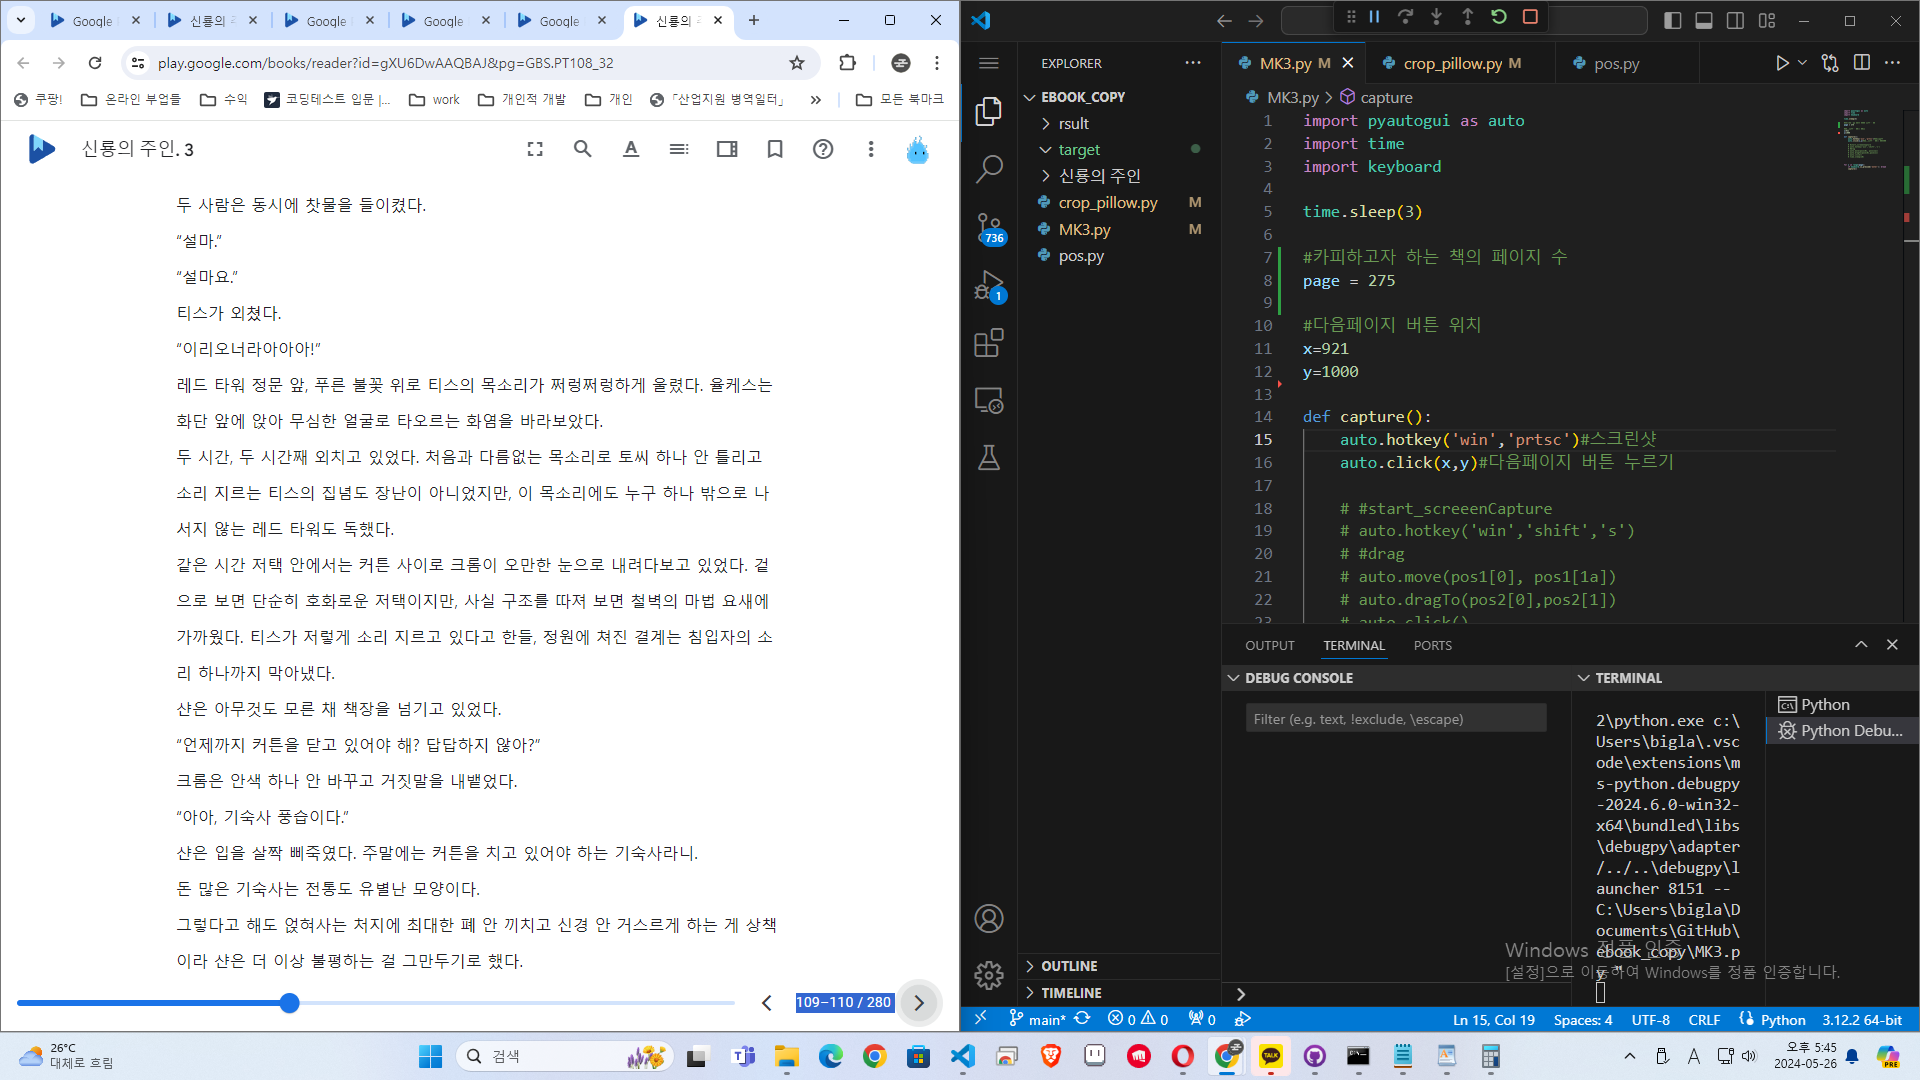 Google
신룡의 주
Google
Google
Google
신룡의 주
play.google.com/books/reader?id=gXU6DwAAQBAJ&pg=GBS.PT108_32
쿠팡!
온라인 부업들
수익
코딩테스트 입문 |...
work
개인적 개발
개인
「산업지원 병역일터」
모든 북마크
신룡의 주인. 3
두 사람은 동시에 찻물을 들이켰다.
“설마.”
“설마요.”
티스가 외쳤다.
“이리오너라아아아!”
레드 타워 정문 앞, 푸른 불꽃 위로 티스의 목소리가 쩌렁쩌렁하게 울렸다. 율케스는
화단 앞에 앉아 무심한 얼굴로 타오르는 화염을 바라보았다.
두 시간, 두 시간째 외치고 있었다. 처음과 다름없는 목소리로 토씨 하나 안 틀리고
소리 지르는 티스의 집념도 장난이 아니었지만, 이 목소리에도 누구 하나 밖으로 나
서지 않는 레드 타워도 독했다.
같은 시간 저택 안에서는 커튼 사이로 크롬이 오만한 눈으로 내려다보고 있었다. 겉
으로 보면 단순히 호화로운 저택이지만, 사실 구조를 따져 보면 철벽의 마법 요새에
가까웠다. 티스가 저렇게 소리 지르고 있다고 한들, 정원에 쳐진 결계는 침입자의 소
리 하나까지 막아냈다.
샨은 아무것도 모른 채 책장을 넘기고 있었다.
“언제까지 커튼을 닫고 있어야 해? 답답하지 않아?”
크롬은 안색 하나 안 바꾸고 거짓말을 내뱉었다.
“아아, 기숙사 풍습이다.”
샨은 입을 살짝 삐죽였다. 주말에는 커튼을 치고 있어야 하는 기숙사라니.
돈 많은 기숙사는 전통도 유별난 모양이다.
그렇다고 해도 얹혀사는 처지에 최대한 폐 안 끼치고 신경 안 거스르게 하는 게 상책
이라 샨은 더 이상 불평하는 걸 그만두기로 했다.
109–110 / 280
EXPLORER
EBOOK_COPY
rsult
target
신룡의 주인
crop_pillow.py M
MK3.py M
pos.py
736
1
OUTLINE
TIMELINE
MK3.py M
crop_pillow.py M
pos.py
MK3.py > capture
1 import pyautogui as auto
2 import time
3 import keyboard
4
5 time.sleep(3)
6
7 #카피하고자 하는 책의 페이지 수
8 page = 275
9
10 #다음페이지 버튼 위치
11 x=921
12 y=1000
13
14 def capture():
15 auto.hotkey('win','prtsc')#스크린샷
16 auto.click(x,y)#다음페이지 버튼 누르기
17
18 # #start_screeenCapture
19 # auto.hotkey('win','shift','s')
20 # #drag
21 # auto.move(pos1[0], pos1[1a])
22 # auto.dragTo(pos2[0],pos2[1])
23 # auto.click()
OUTPUT
TERMINAL
PORTS
DEBUG CONSOLE
Filter (e.g. text, !exclude, \escape)
TERMINAL
2\python.exe c:\
Users\bigla\.vsc
ode\extensions\m
s-python.debugpy
-2024.6.0-win32-
x64\bundled\libs
\debugpy\adapter
/../..\debugpy\l
auncher 8151 --
C:\Users\bigla\D
ocuments\GitHub\
ebook_copy\MK3.p
y "
Python
Python Debu...
Windows 정품 인증
[설정]으로 이동하여 Windows를 정품 인증합니다.
main*
0
0
0
Ln 15, Col 19
Spaces: 4
UTF-8
CRLF
Python
3.12.2 64-bit
26°C
대체로 흐림
검색
TALK
A
오후 5:45
2024-05-26
PRE